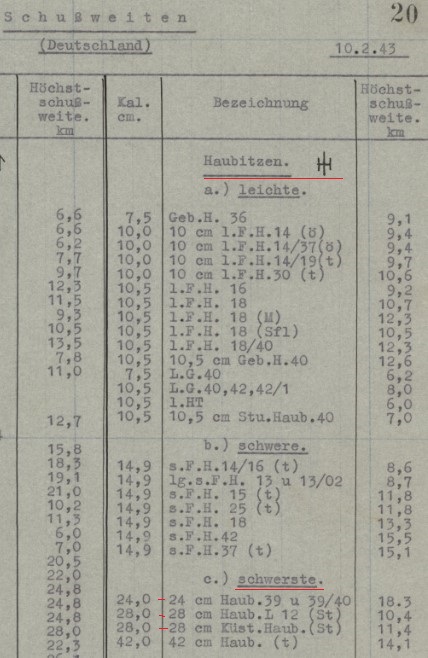 Schußweiten
20
(Deutschland)
10.2.43
Höchst-
schuß-
weite.
km
6,6
6,6
6,2
7,7
9,7
12,3
11,5
9,3
10,5
13,5
7,8
11,0
12,7
15,8
18,3
19,1
21,0
10,2
11,3
6,0
7,0
20,5
22,0
24,8
24,8
24,8
28,0
22,3
Kal. Bezeichnung Höchst-
cm. schuß-
weite.
km
Haubitzen.
a.) leichte.
7,5 Geb.H. 36 9,1
10,0 10 cm l.F.H.14 (ö) 9,4
10,0 10 cm l.F.H.14/37(ö) 9,4
10,0 10 cm l.F.H.14/19(t) 9,7
10,0 10 cm l.F.H.30 (t) 10,6
10,5 l.F.H. 16 9,2
10,5 l.F.H. 18 10,7
10,5 l.F.H. 18 (M) 12,3
10,5 l.F.H. 18 (Sfl) 10,5
10,5 l.F.H. 18/40 12,3
10,5 10,5 cm Geb.H.40 12,6
7,5 L.G.40 6,2
10,5 L.G.40,42,42/1 8,0
10,5 l.HT 6,0
10,5 10,5 cm Stu.Haub.40 7,0
b.) schwere.
14,9 s.F.H.14/16 (t) 8,6
14,9 lg.s.F.H. 13 u 13/02 8,7
14,9 s.F.H. 15 (t) 11,8
14,9 s.F.H. 25 (t) 11,8
14,9 s.F.H. 18 13,3
14,9 s.F.H.42 15,5
14,9 s.F.H.37 (t) 15,1
c.) schwerste.
24,0 24 cm Haub.39 u 39/40 18.3
28,0 28 cm Haub.L 12 (St) 10,4
28,0 28 cm Küst.Haub.(St) 11,4
42,0 42 cm Haub. (t) 14,1